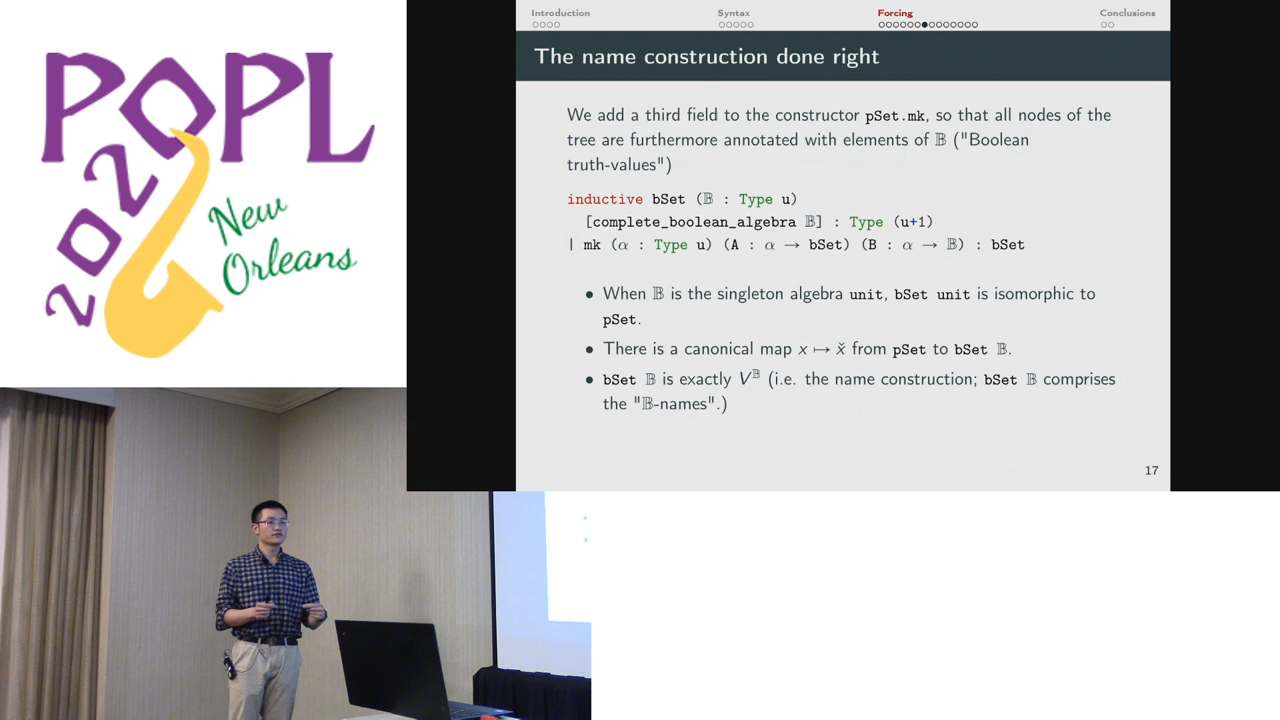 POPL
2020
New
Orleans
Introduction Syntax Forcing Conclusions
The name construction done right
We add a third field to the constructor pSet.mk, so that all nodes of the
tree are furthermore annotated with elements of 𝔹 ("Boolean
truth-values")
inductive bSet (𝔹 : Type u)
[complete_boolean_algebra 𝔹] : Type (u+1)
| mk (α : Type u) (A : α → bSet) (B : α → 𝔹) : bSet
• When 𝔹 is the singleton algebra unit, bSet unit is isomorphic to
pSet.
• There is a canonical map x ↦ x̌ from pSet to bSet 𝔹.
• bSet 𝔹 is exactly V^𝔹 (i.e. the name construction; bSet 𝔹 comprises
the "𝔹-names".)
17